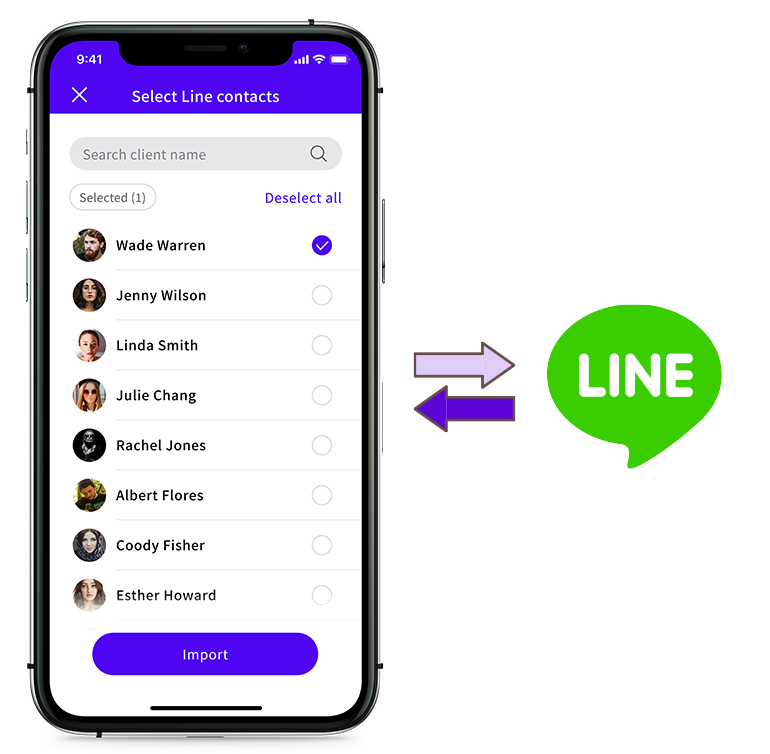 9:41
Select Line contacts
Search client name
Selected (1)
Deselect all
Wade Warren
Jenny Wilson
Linda Smith
Julie Chang
Rachel Jones
Albert Flores
Coody Fisher
Esther Howard
Import
LINE